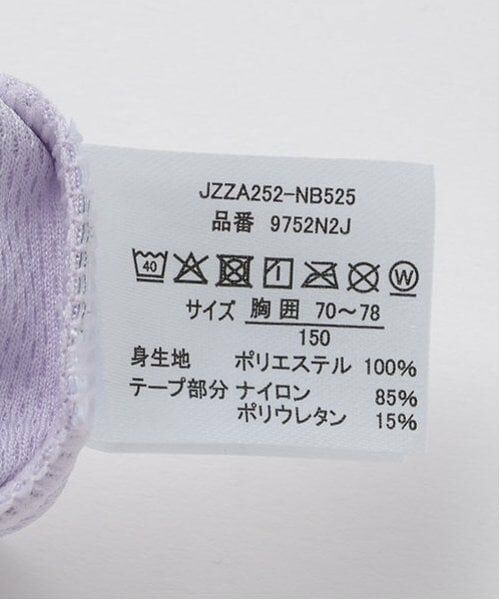 JZZA252-NB525
品番 9752N2J
40 W
サイズ 胸囲 70～78
150
身生地 ポリエステル 100%
テープ部分 ナイロン 85%
ポリウレタン 15%